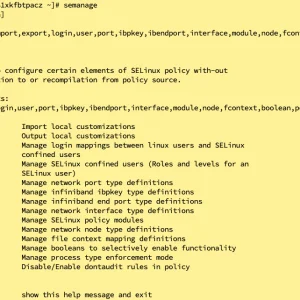 1xkfbtpacz ~]# semanage
]
port,export,login,user,port,ibpkey,ibendport,interface,module,node,fcont
configure certain elements of SELinux policy with-out
ion to or recompilation from policy source.
ts:
gin,user,port,ibpkey,ibendport,interface,module,node,fcontext,boolean,p
Import local customizations
Output local customizations
Manage login mappings between linux users and SELinux
confined users
Manage SELinux confined users (Roles and levels for an
SELinux user)
Manage network port type definitions
Manage infiniband ibpkey type definitions
Manage infiniband end port type definitions
Manage network interface type definitions
Manage SELinux policy modules
Manage network node type definitions
Manage file context mapping definitions
Manage booleans to selectively enable functionality
Manage process type enforcement mode
Disable/Enable dontaudit rules in policy
show this help message and exit